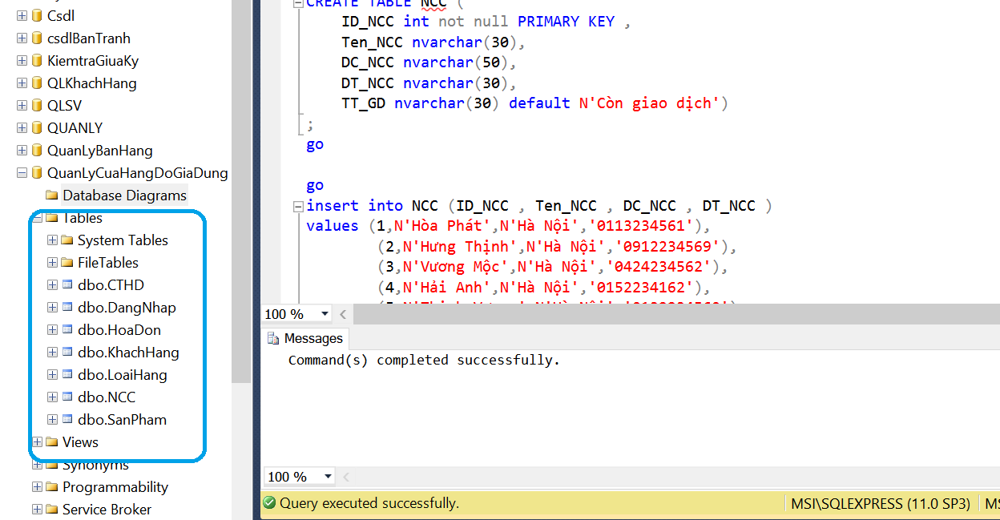 Csdl
csdlBanTranh
KiemtraGiuaKy
QLKhachHang
QLSV
QUANLY
QuanLyBanHang
QuanLyCuaHangDoGiaDung
Database Diagrams
Tables
System Tables
FileTables
dbo.CTHD
dbo.DangNhap
dbo.HoaDon
dbo.KhachHang
dbo.LoaiHang
dbo.NCC
dbo.SanPham
Views
Synonyms
Programmability
Service Broker
CREATE TABLE NCC (
ID_NCC int not null PRIMARY KEY ,
Ten_NCC nvarchar(30),
DC_NCC nvarchar(50),
DT_NCC nvarchar(30),
TT_GD nvarchar(30) default N'Còn giao dịch')
;
go
go
insert into NCC (ID_NCC , Ten_NCC , DC_NCC , DT_NCC )
values (1,N'Hòa Phát',N'Hà Nội','0113234561'),
(2,N'Hưng Thịnh',N'Hà Nội','0912234569'),
(3,N'Vương Mộc',N'Hà Nội','0424234562'),
(4,N'Hải Anh',N'Hà Nội','0152234162'),
100 %
Messages
Command(s) completed successfully.
100 %
Query executed successfully.
MSI\SQLEXPRESS (11.0 SP3)
MS